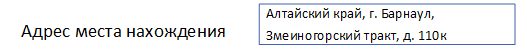 Адрес места нахождения
Алтайский край, г. Барнаул,
Змеиногорский тракт, д. 110к